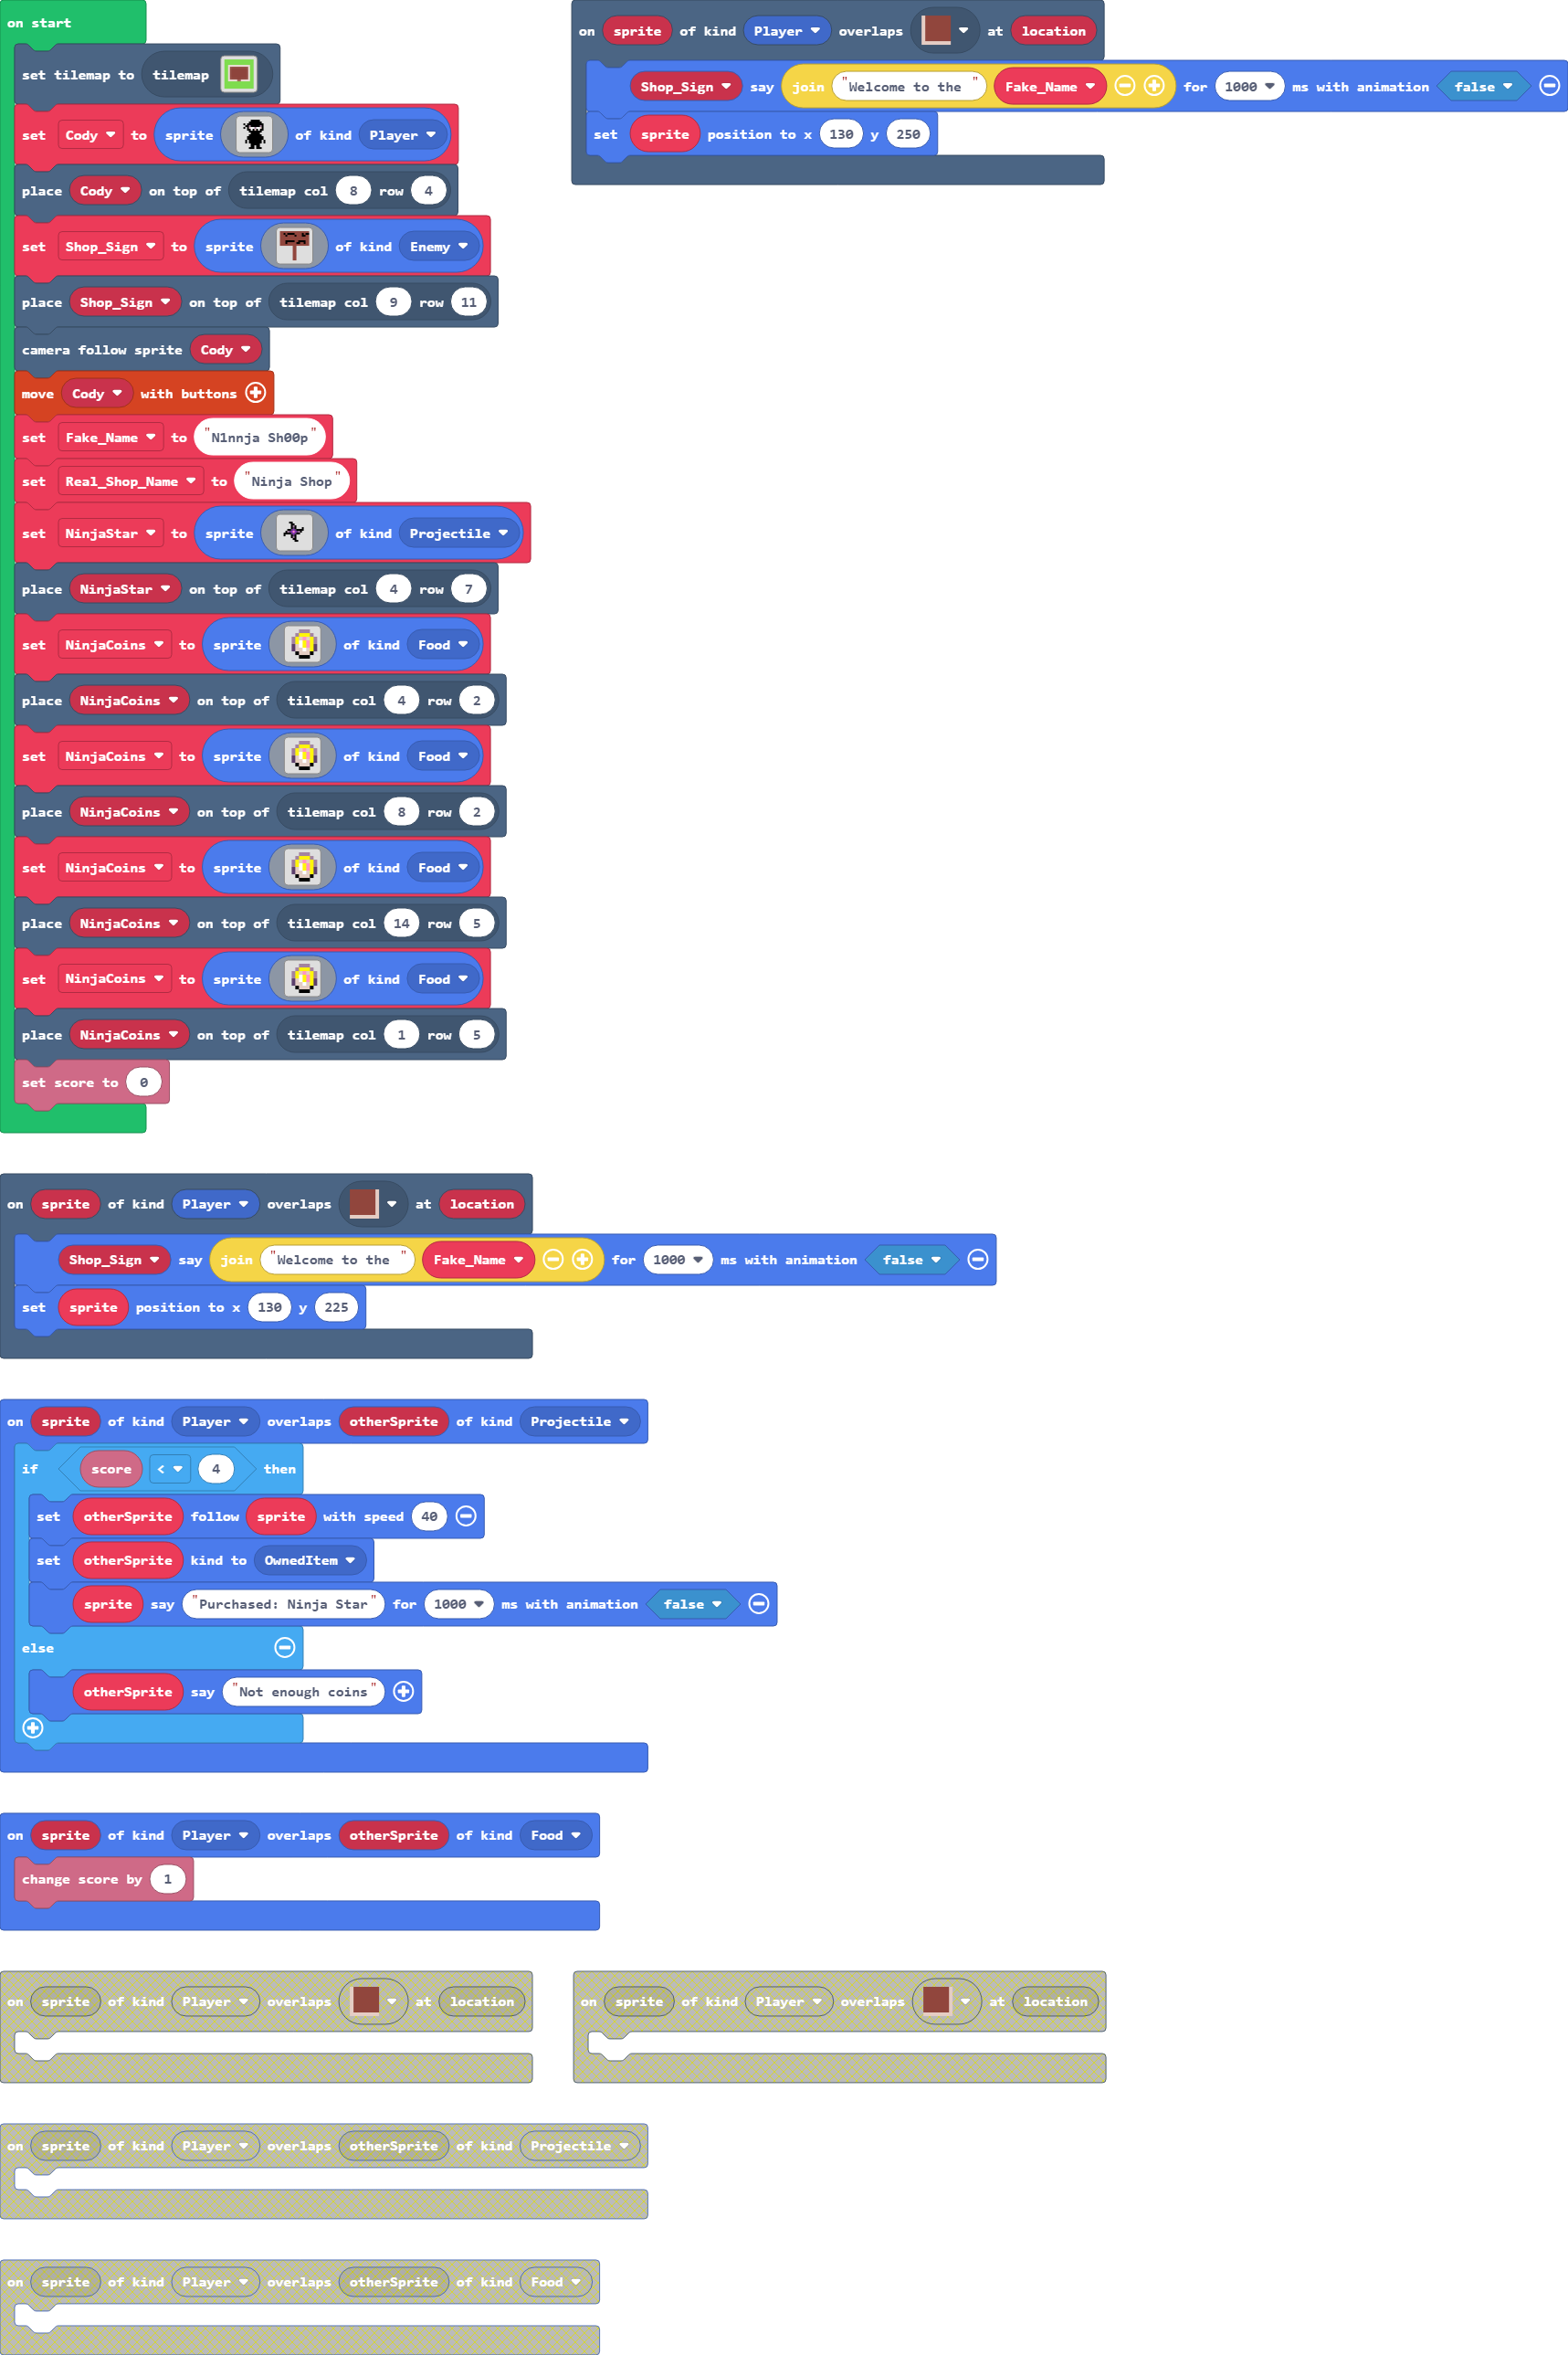 on start
set tilemap to tilemap
set Cody to sprite of kind Player
place Cody on top of tilemap col 8 row 4
set Shop_Sign to sprite of kind Enemy
place Shop_Sign on top of tilemap col 9 row 11
camera follow sprite Cody
move Cody with buttons
set Fake_Name to "N1nnja Sh00p"
set Real_Shop_Name to "Ninja Shop"
set NinjaStar to sprite of kind Projectile
place NinjaStar on top of tilemap col 4 row 7
set NinjaCoins to sprite of kind Food
place NinjaCoins on top of tilemap col 4 row 2
set NinjaCoins to sprite of kind Food
place NinjaCoins on top of tilemap col 8 row 2
set NinjaCoins to sprite of kind Food
place NinjaCoins on top of tilemap col 14 row 5
set NinjaCoins to sprite of kind Food
place NinjaCoins on top of tilemap col 1 row 5
set score to 0
on sprite of kind Player overlaps at location
Shop_Sign say join "Welcome to the " Fake_Name for 1000 ms with animation false
set sprite position to x 130 y 250
on sprite of kind Player overlaps at location
Shop_Sign say join "Welcome to the " Fake_Name for 1000 ms with animation false
set sprite position to x 130 y 225
on sprite of kind Player overlaps otherSprite of kind Projectile
if score < 4 then
set otherSprite follow sprite with speed 40
set otherSprite kind to OwnedItem
sprite say "Purchased: Ninja Star" for 1000 ms with animation false
else
otherSprite say "Not enough coins"
on sprite of kind Player overlaps otherSprite of kind Food
change score by 1
on sprite of kind Player overlaps at location
on sprite of kind Player overlaps at location
on sprite of kind Player overlaps otherSprite of kind Projectile
on sprite of kind Player overlaps otherSprite of kind Food